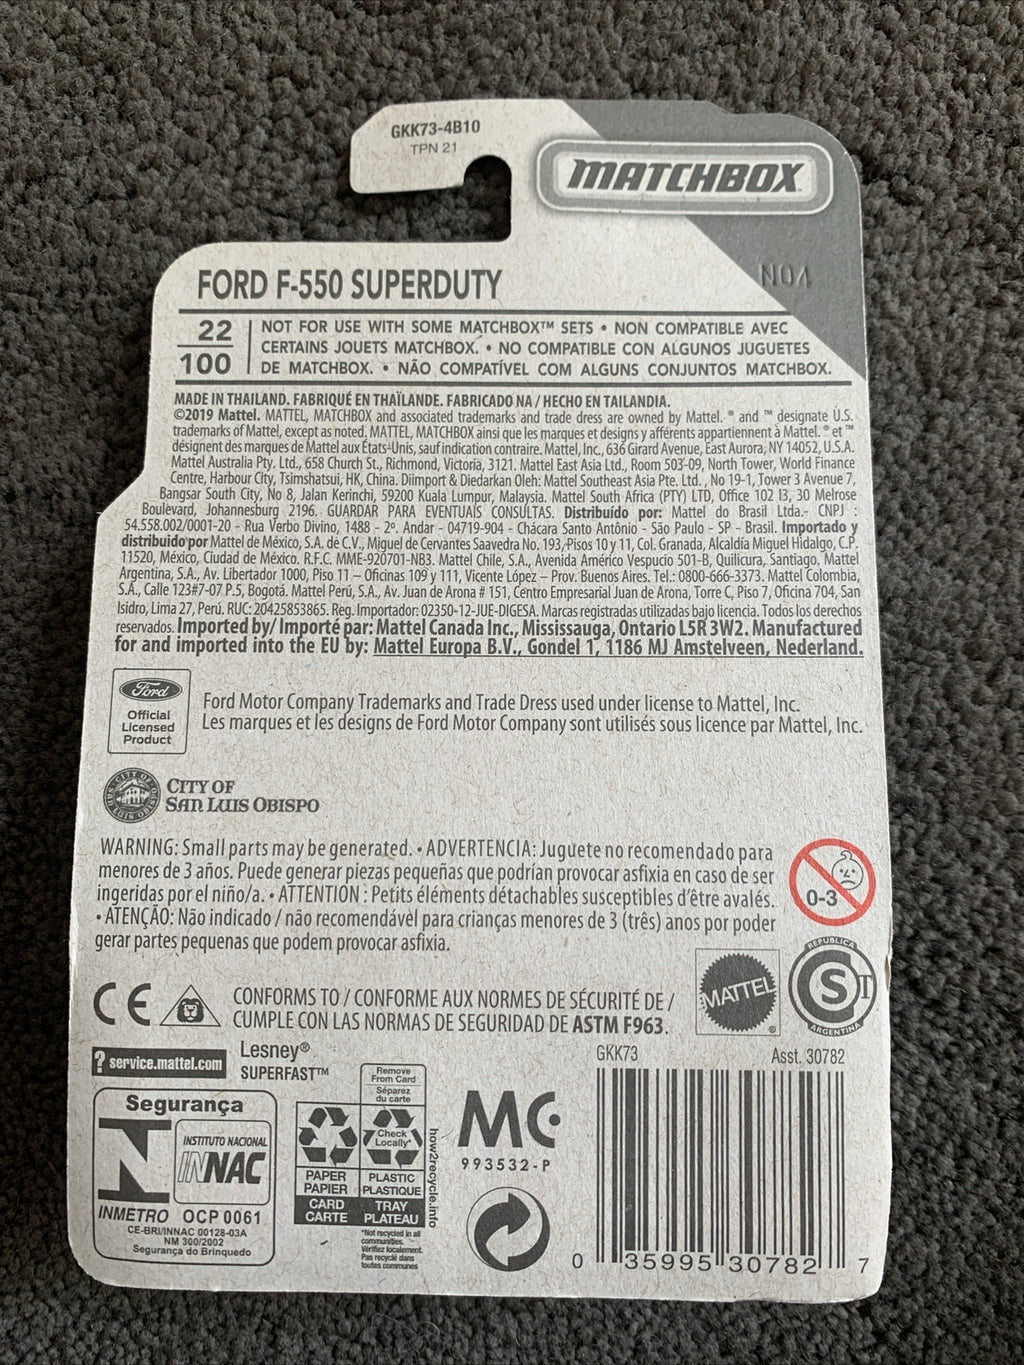 GKK73-4B10
TPN 21
MATCHBOX
N04
FORD F-550 SUPERDUTY
22
100
NOT FOR USE WITH SOME MATCHBOX™ SETS • NON COMPATIBLE AVEC
CERTAINS JOUETS MATCHBOX. • NO COMPATIBLE CON ALGUNOS JUGUETES
DE MATCHBOX. • NÃO COMPATÍVEL COM ALGUNS CONJUNTOS MATCHBOX.
MADE IN THAILAND. FABRIQUÉ EN THAÏLANDE. FABRICADO NA / HECHO EN TAILANDIA.
©2019 Mattel. MATTEL, MATCHBOX and associated trademarks and trade dress are owned by Mattel. ® and ™ designate U.S.
trademarks of Mattel, except as noted. MATTEL, MATCHBOX ainsi que les marques et designs y afférents appartiennent à Mattel. ® et ™
désignent des marques de Mattel aux États-Unis, sauf indication contraire. Mattel, Inc., 636 Girard Avenue, East Aurora, NY 14052, U.S.A.
Mattel Australia Pty. Ltd., 658 Church St., Richmond, Victoria, 3121. Mattel East Asia Ltd., Room 503-09, North Tower, World Finance
Centre, Harbour City, Tsimshatsui, HK, China. Diimport & Diedarkan Oleh: Mattel Southeast Asia Pte. Ltd., No 19-1, Tower 3 Avenue 7,
Bangsar South City, No 8, Jalan Kerinchi, 59200 Kuala Lumpur, Malaysia. Mattel South Africa (PTY) LTD, Office 102 I3, 30 Melrose
Boulevard, Johannesburg 2196. GUARDAR PARA EVENTUAIS CONSULTAS. Distribuído por: Mattel do Brasil Ltda.- CNPJ :
54.558.002/0001-20 - Rua Verbo Divino, 1488 - 2º. Andar - 04719-904 - Chácara Santo Antônio - São Paulo - SP - Brasil. Importado y
distribuido por Mattel de México, S.A. de C.V., Miguel de Cervantes Saavedra No. 193, Pisos 10 y 11, Col. Granada, Alcaldía Miguel Hidalgo, C.P.
11520, México, Ciudad de México. R.F.C. MME-920701-NB3. Mattel Chile, S.A., Avenida Américo Vespucio 501-B, Quilicura, Santiago. Mattel
Argentina, S.A., Av. Libertador 1000, Piso 11 – Oficinas 109 y 111, Vicente López – Prov. Buenos Aires. Tel.: 0800-666-3373. Mattel Colombia,
S.A., Calle 123#7-07 P.5, Bogotá. Mattel Perú, S.A., Av. Juan de Arona # 151, Centro Empresarial Juan de Arona, Torre C, Piso 7, Oficina 704, San
Isidro, Lima 27, Perú. RUC: 20425853865. Reg. Importador: 02350-12-JUE-DIGESA. Marcas registradas utilizadas bajo licencia. Todos los derechos
reservados. Imported by/ Importé par: Mattel Canada Inc., Mississauga, Ontario L5R 3W2. Manufactured
for and imported into the EU by: Mattel Europa B.V., Gondel 1, 1186 MJ Amstelveen, Nederland.
Ford
Official
Licensed
Product
Ford Motor Company Trademarks and Trade Dress used under license to Mattel, Inc.
Les marques et les designs de Ford Motor Company sont utilisés sous licence par Mattel, Inc.
CITY OF
SAN LUIS OBISPO
WARNING: Small parts may be generated. • ADVERTENCIA: Juguete no recomendado para
menores de 3 años. Puede generar piezas pequeñas que podrían provocar asfixia en caso de ser
ingeridas por el niño/a. • ATTENTION : Petits éléments détachables susceptibles d'être avalés.
• ATENÇÃO: Não indicado / não recomendável para crianças menores de 3 (três) anos por poder
gerar partes pequenas que podem provocar asfixia.
0-3
CE
CONFORMS TO / CONFORME AUX NORMES DE SÉCURITÉ DE /
CUMPLE CON LAS NORMAS DE SEGURIDAD DE ASTM F963.
MATTEL ®
REPUBLICA
S T
ARGENTINA
? service.mattel.com
Lesney®
SUPERFAST™
GKK73
Asst. 30782
Segurança
INSTITUTO NACIONAL
INNAC
INMETRO OCP 0061
CE-BRI/INNAC 00128-03A
NM 300/2002
Segurança do Brinquedo
Remove
From Card
Séparez
du carte
Check
Locally*
PAPER
PAPIER
PLASTIC
PLASTIQUE
CARD
CARTE
TRAY
PLATEAU
how2recycle.info
*Not recycled in all
communities.
Vérifiez localement.
Pas recyclé dans
toutes communes
MC
993532-P
0 35995 30782 7